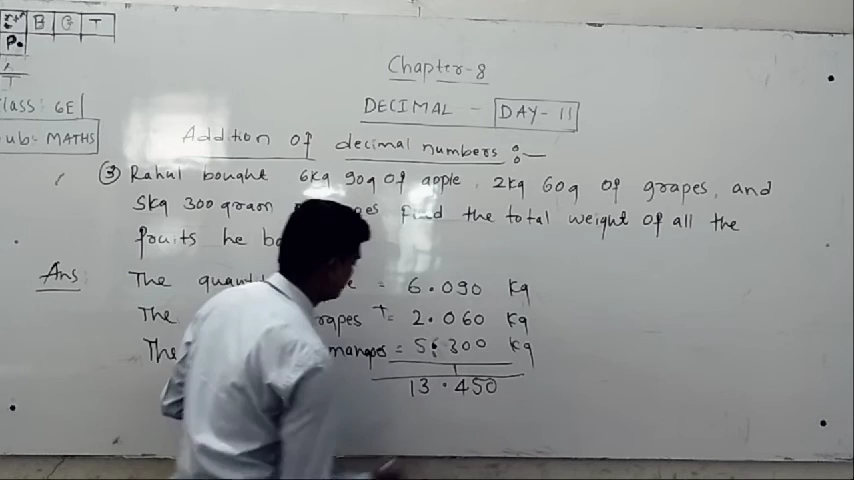 B G T
P.
Class: 6E
Sub: MATHS
Chapter-8
DECIMAL - DAY-11
Addition of decimal numbers :-
③ Rahul bought 6kg 90g of apple, 2kg 60g of grapes, and
5kg 300 gram find the total weight of all the
fruits he
Ans:
The = 6.090 kg
The + = 2.060 kg
The = 5.300 kg
13.450